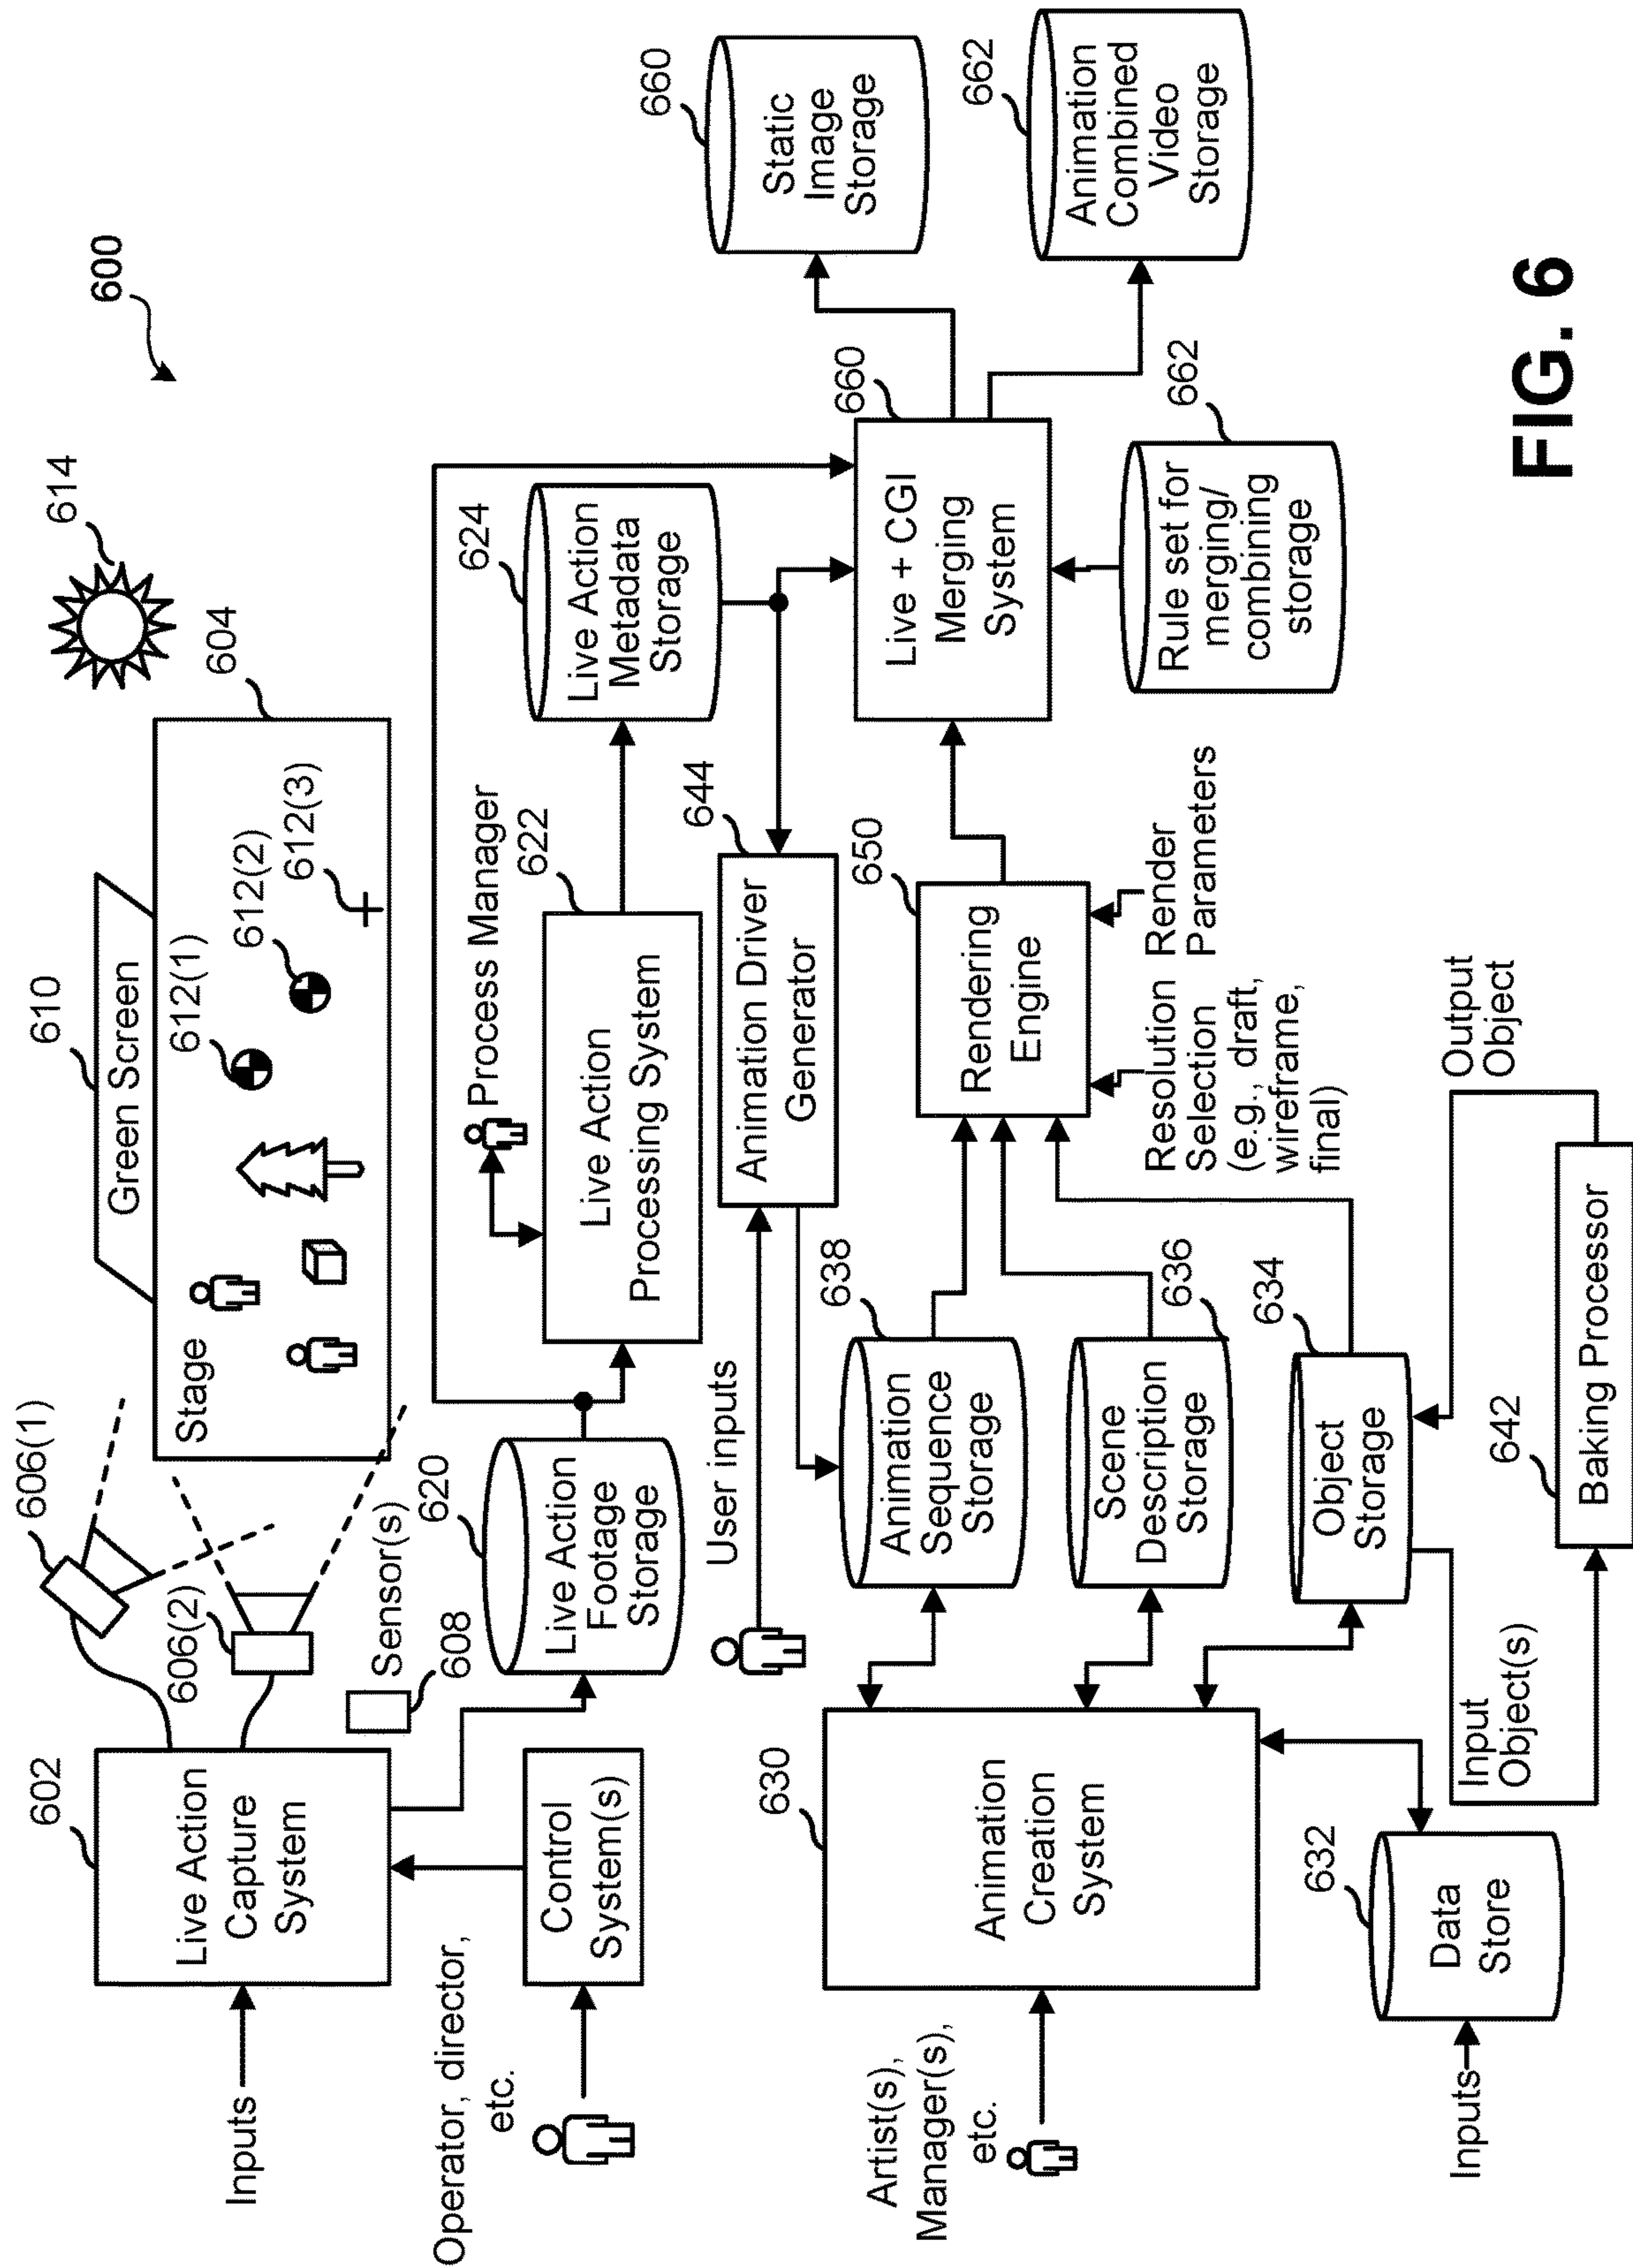 600
614
610
Green Screen
604
Stage
612(1)
612(2)
612(3)
606(1)
606(2)
Sensor(s)
608
602
Live Action
Capture
System
Inputs
Operator, director,
etc.
Control
System(s)
620
Live Action
Footage
Storage
Process Manager
622
Live Action
Processing System
624
Live Action
Metadata
Storage
User inputs
644
Animation Driver
Generator
660
Static
Image
Storage
662
Animation
Combined
Video
Storage
660
Live + CGI
Merging
System
662
Rule set for
merging/
combining
storage
650
Rendering
Engine
Resolution
Selection
(e.g., draft,
wireframe,
final)
Render
Parameters
638
Animation
Sequence
Storage
636
Scene
Description
Storage
634
Object
Storage
630
Animation
Creation
System
Artist(s),
Manager(s),
etc.
632
Data
Store
Inputs
Input
Object(s)
642
Baking Processor
Output
Object
FIG. 6